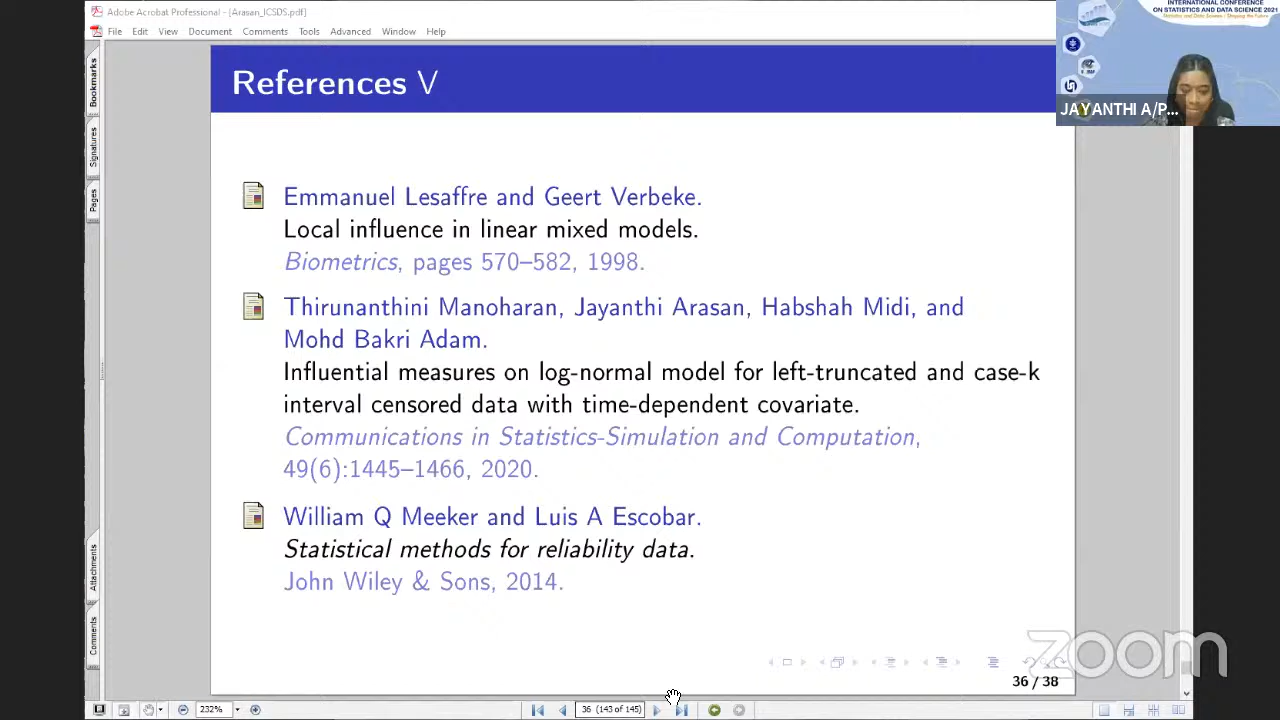 Adobe Acrobat Professional - [Arasan_ICSDS.pdf]
File Edit View Document Comments Tools Advanced Window Help
INTERNATIONAL CONFERENCE
ON STATISTICS AND DATA SCIENCE 2021
JAYANTHI A/P...
Bookmarks
Signatures
Pages
Attachments
Comments
References V
Emmanuel Lesaffre and Geert Verbeke.
Local influence in linear mixed models.
Biometrics, pages 570–582, 1998.
Thirunanthini Manoharan, Jayanthi Arasan, Habshah Midi, and
Mohd Bakri Adam.
Influential measures on log-normal model for left-truncated and case-k
interval censored data with time-dependent covariate.
Communications in Statistics-Simulation and Computation,
49(6):1445–1466, 2020.
William Q Meeker and Luis A Escobar.
Statistical methods for reliability data.
John Wiley & Sons, 2014.
zoom
36 / 38
232%
36 (143 of 145)